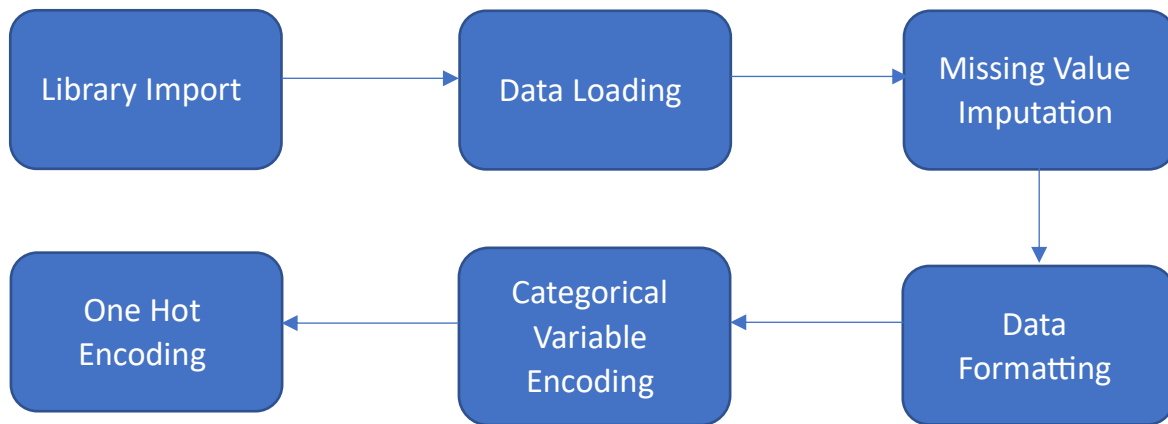 Library Import
Data Loading
Missing Value
Imputation
One Hot
Encoding
Categorical
Variable
Encoding
Data
Formatting